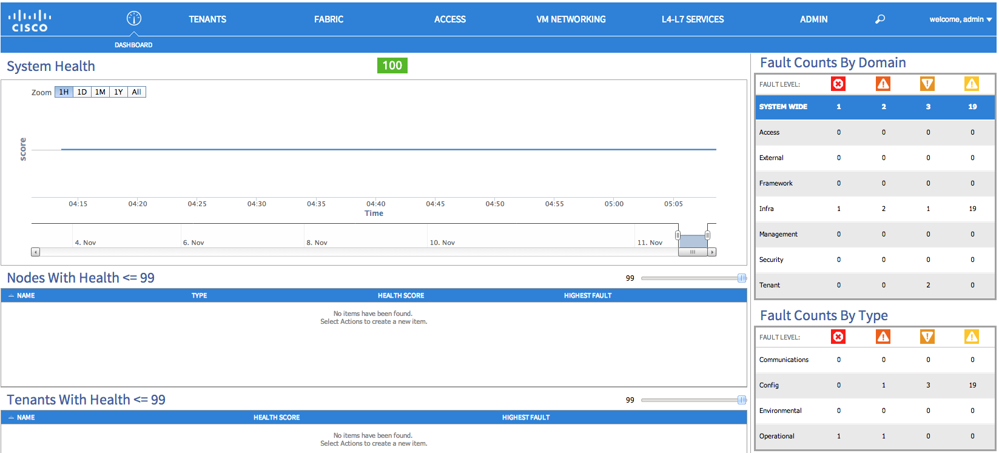 CISCO
TENANTS FABRIC ACCESS VM NETWORKING L4-L7 SERVICES ADMIN welcome, admin
DASHBOARD
System Health 100
Zoom 1H 1D 1M 1Y All
score
04:15 04:20 04:25 04:30 04:35 04:40 04:45 04:50 04:55 05:00 05:05
Time
4. Nov 6. Nov 8. Nov 10. Nov 11. Nov
Nodes With Health <= 99 99
NAME TYPE HEALTH SCORE HIGHEST FAULT
No items have been found.
Select Actions to create a new item.
Tenants With Health <= 99 99
NAME HEALTH SCORE HIGHEST FAULT
No items have been found.
Select Actions to create a new item.
Fault Counts By Domain
FAULT LEVEL:
SYSTEM WIDE 1 2 3 19
Access 0 0 0 0
External 0 0 0 0
Framework 0 0 0 0
Infra 1 2 1 19
Management 0 0 0 0
Security 0 0 0 0
Tenant 0 0 2 0
Fault Counts By Type
FAULT LEVEL:
Communications 0 0 0 0
Config 0 1 3 19
Environmental 0 0 0 0
Operational 1 1 0 0